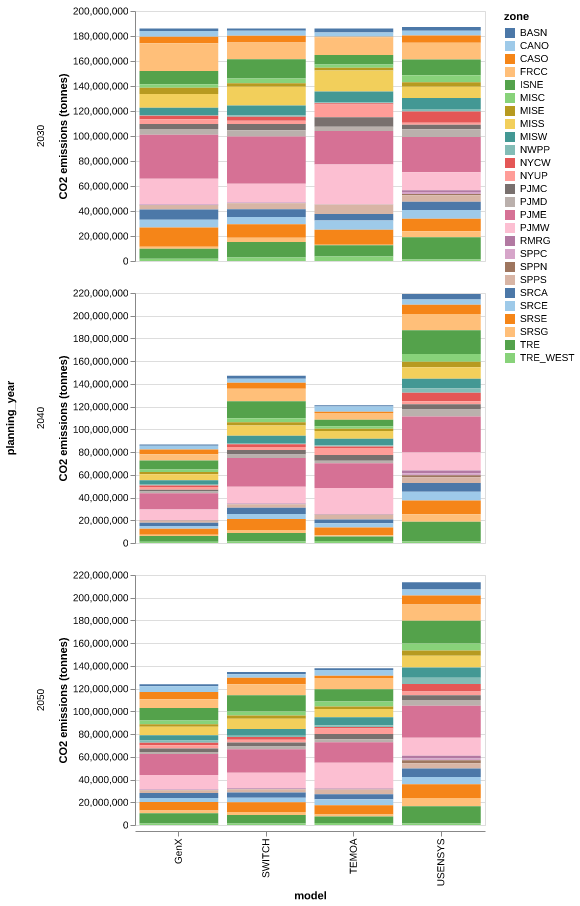 zone
BASN
CANO
CASO
FRCC
ISNE
MISC
MISE
MISS
MISW
NWPP
NYCW
NYUP
PJMC
PJMD
PJME
PJMW
RMRG
SPPC
SPPN
SPPS
SRCA
SRCE
SRSE
SRSG
TRE
TRE_WEST
planning_year
2030
CO2 emissions (tonnes)
200,000,000
180,000,000
160,000,000
140,000,000
120,000,000
100,000,000
80,000,000
60,000,000
40,000,000
20,000,000
0
2040
CO2 emissions (tonnes)
220,000,000
200,000,000
180,000,000
160,000,000
140,000,000
120,000,000
100,000,000
80,000,000
60,000,000
40,000,000
20,000,000
0
2050
CO2 emissions (tonnes)
220,000,000
200,000,000
180,000,000
160,000,000
140,000,000
120,000,000
100,000,000
80,000,000
60,000,000
40,000,000
20,000,000
0
GenX
SWITCH
TEMOA
USENSYS
model